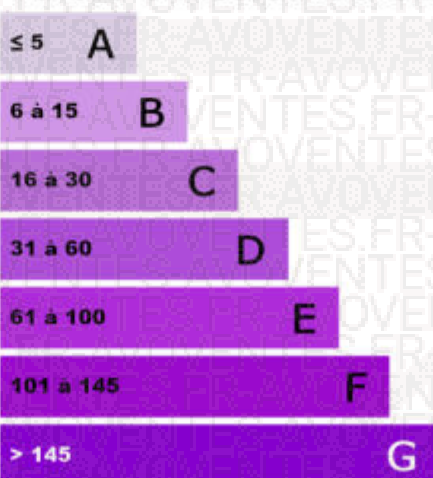 ≤ 5 A
6 à 15 B
16 à 30 C
31 à 60 D
61 à 100 E
101 à 145 F
> 145 G